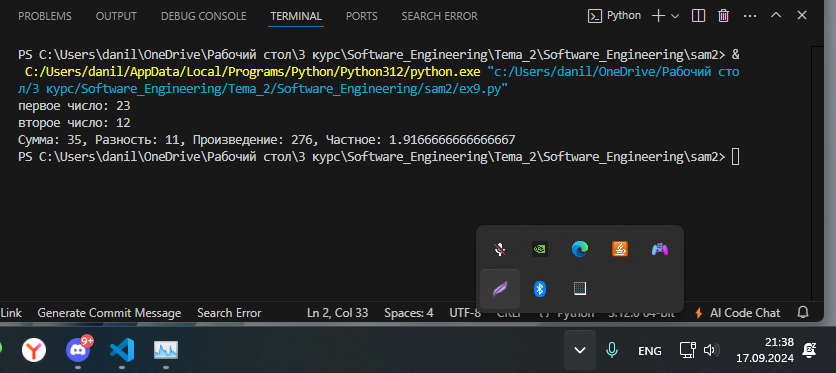 PROBLEMS OUTPUT DEBUG CONSOLE TERMINAL PORTS SEARCH ERROR Python
PS C:\Users\danil\OneDrive\Рабочий стол\3 курс\Software_Engineering\Tema_2\Software_Engineering\sam2> &
C:/Users/danil/AppData/Local/Programs/Python/Python312/python.exe "c:/Users/danil/OneDrive/Рабочий сто
л/3 курс/Software_Engineering/Tema_2/Software_Engineering/sam2/ex9.py"
первое число: 23
второе число: 12
Сумма: 35, Разность: 11, Произведение: 276, Частное: 1.9166666666666667
PS C:\Users\danil\OneDrive\Рабочий стол\3 курс\Software_Engineering\Tema_2\Software_Engineering\sam2>
Link Generate Commit Message Search Error Ln 2, Col 33 Spaces: 4 UTF-8 CRLF Python 3.12.6 64-bit AI Code Chat
9+
ENG
21:38
17.09.2024